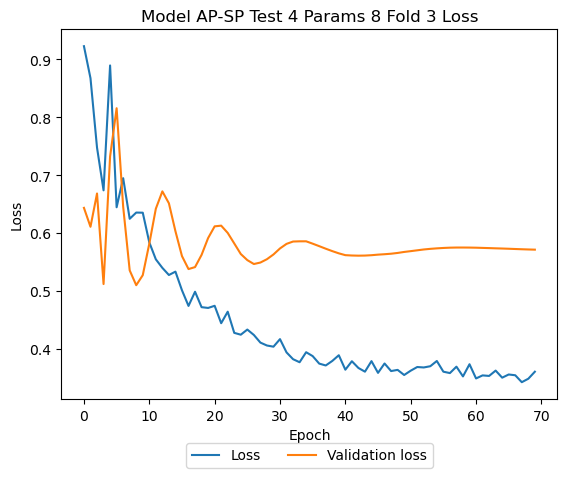 Model AP-SP Test 4 Params 8 Fold 3 Loss
0.9
0.8
0.7
0.6
0.5
0.4
Loss
0 10 20 30 40 50 60 70
Epoch
Loss Validation loss